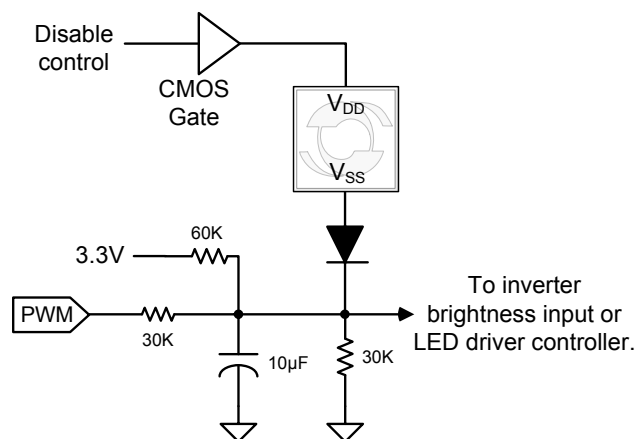 Disable
control
CMOS
Gate
VDD
VSS
60K
3.3V
PWM
30K
10µF
30K
To inverter
brightness input or
LED driver controller.